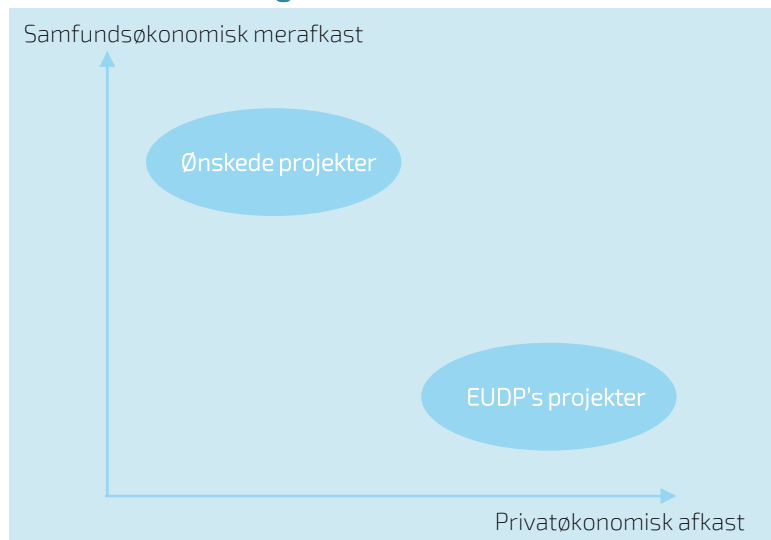 Samfundsøkonomisk merafkast
Ønskede projekter
EUDP's projekter
Privatøkonomisk afkast